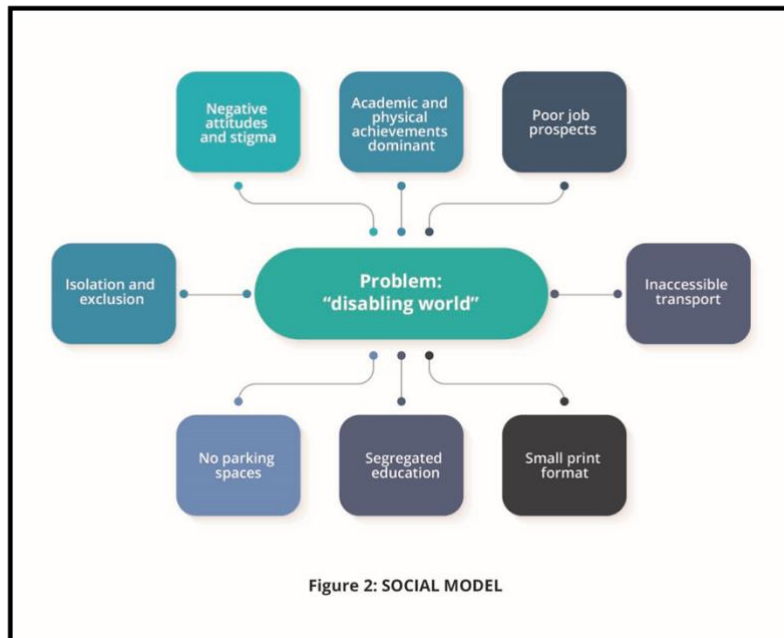 Negative
attitudes
and stigma
Academic and
physical
achievements
dominant
Poor job
prospects
Isolation and
exclusion
Problem:
“disabling world”
Inaccessible
transport
No parking
spaces
Segregated
education
Small print
format
Figure 2: SOCIAL MODEL